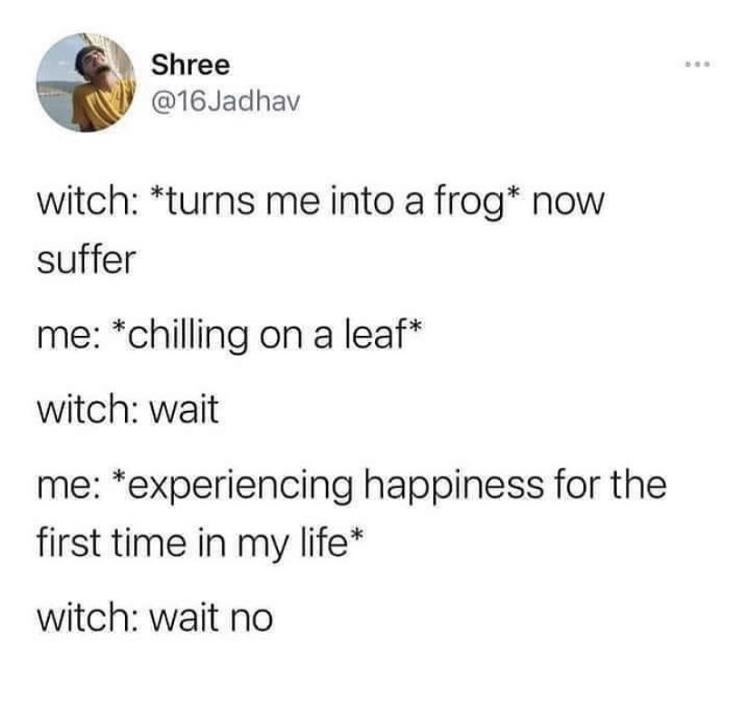 Shree
@16Jadhav
witch: *turns me into a frog* now
suffer
me: *chilling on a leaf*
witch: wait
me: *experiencing happiness for the
first time in my life*
witch: wait no